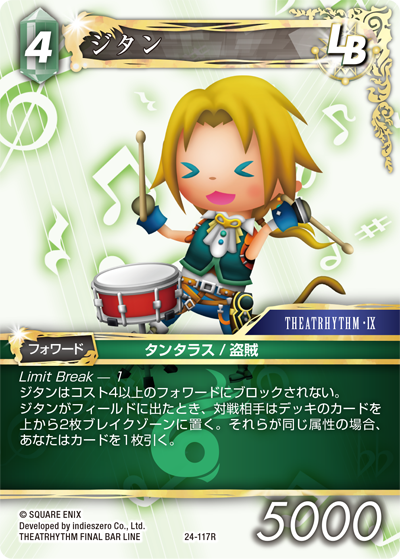 4
ジタン
LB
THEATRHYTHM・IX
フォワード
タンタラス / 盗賊
Limit Break — 1
ジタンはコスト4以上のフォワードにブロックされない。
ジタンがフィールドに出たとき、対戦相手はデッキのカードを
上から2枚ブレイクゾーンに置く。それらが同じ属性の場合、
あなたはカードを1枚引く。
© SQUARE ENIX
Developed by indieszero Co., Ltd.
THEATRHYTHM FINAL BAR LINE
24-117R
5000